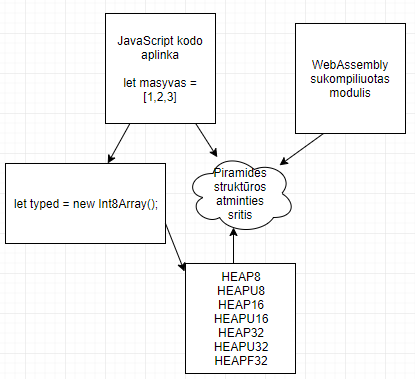 JavaScript kodo
aplinka
let masyvas =
[1,2,3]
WebAssembly
sukompiliuotas
modulis
Piramidės
struktūros
atminties
sritis
let typed = new Int8Array();
HEAP8
HEAPU8
HEAP16
HEAPU16
HEAP32
HEAPU32
HEAPF32